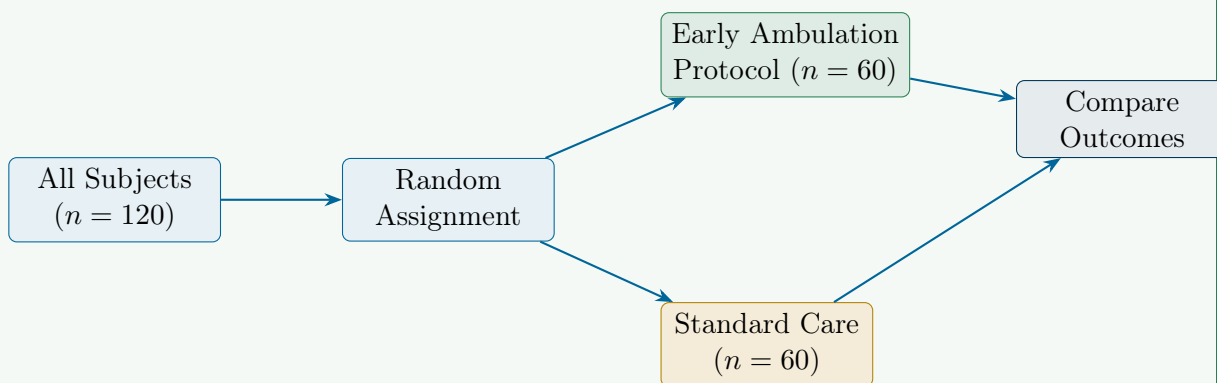 All Subjects
(n = 120)
Random
Assignment
Early Ambulation
Protocol (n = 60)
Standard Care
(n = 60)
Compare
Outcomes